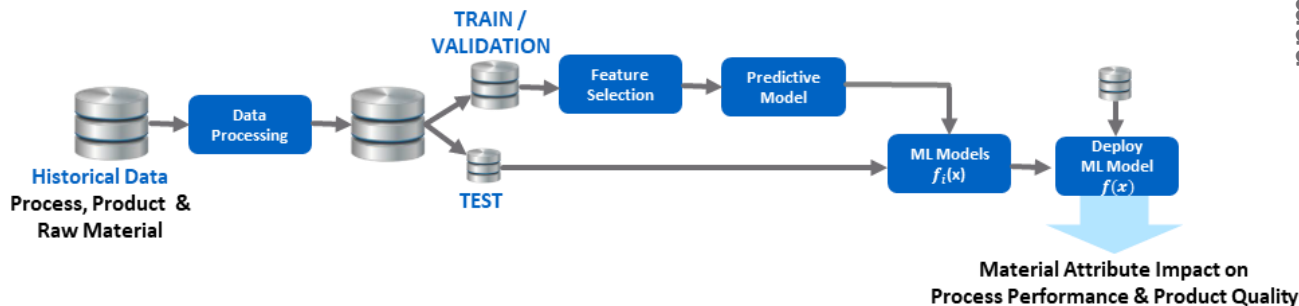 TRAIN /
VALIDATION
Feature
Selection
Predictive
Model
Data
Processing
Historical Data
Process, Product &
Raw Material
TEST
ML Models
fᵢ(x)
Deploy
ML Model
f(x)
Material Attribute Impact on
Process Performance & Product Quality